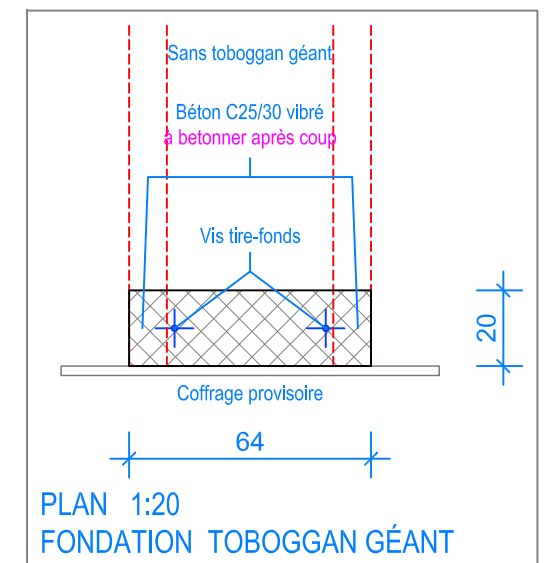 Sans toboggan géant
Béton C25/30 vibré
à betonner après coup
Vis tire-fonds
20
Coffrage provisoire
64
PLAN 1:20
FONDATION TOBOGGAN GÉANT